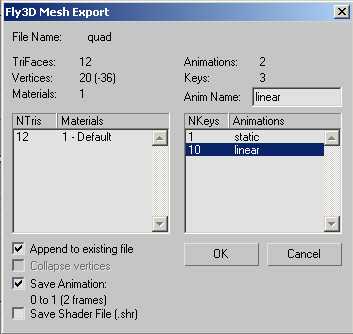 Fly3D Mesh Export
File Name: quad
TriFaces: 12
Vertices: 20 (-36)
Materials: 1
Animations: 2
Keys: 3
Anim Name: linear
NTris Materials
12 1 - Default
NKeys Animations
1 static
10 linear
Append to existing file
Collapse vertices
Save Animation:
0 to 1 (2 frames)
Save Shader File (.shr)
OK Cancel